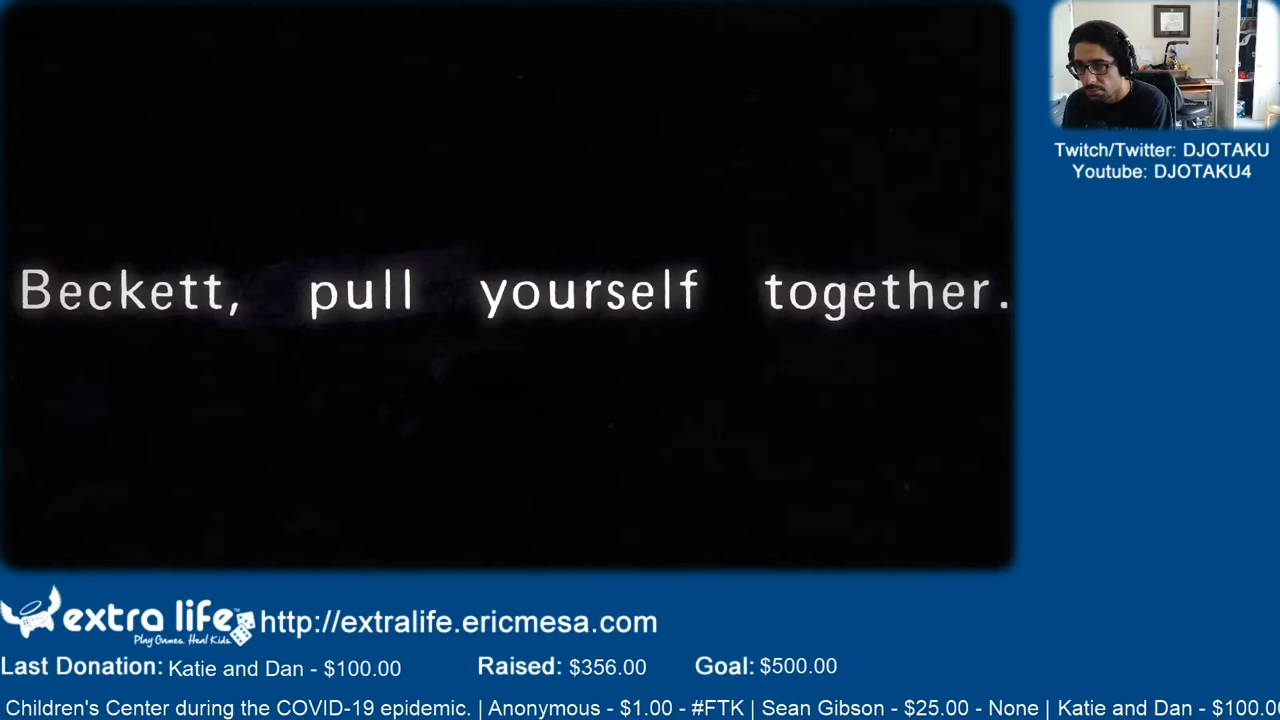 Beckett, pull yourself together.
Twitch/Twitter: DJOTAKU
Youtube: DJOTAKU4
extra life™
Play Games. Heal Kids.
http://extralife.ericmesa.com
Last Donation: Katie and Dan - $100.00
Raised: $356.00
Goal: $500.00
Children's Center during the COVID-19 epidemic. | Anonymous - $1.00 - #FTK | Sean Gibson - $25.00 - None | Katie and Dan - $100.0